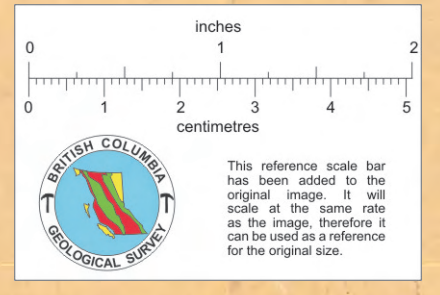 inches
0 1 2
0 1 2 3 4 5
centimetres
BRITISH COLUMBIA
GEOLOGICAL SURVEY
This reference scale bar
has been added to the
original image. It will
scale at the same rate
as the image, therefore it
can be used as a reference
for the original size.